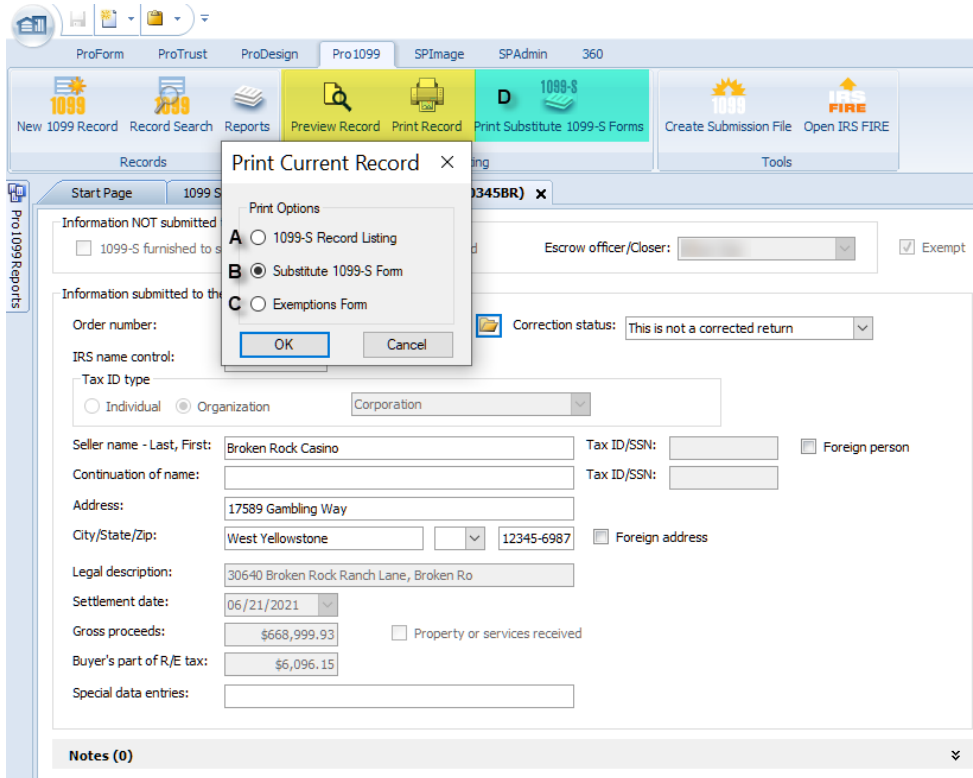 ProForm ProTrust ProDesign Pro1099 SPImage SPAdmin 360
1099 1099 D 1099-S 1099 IRS FIRE
New 1099 Record Record Search Reports Preview Record Print Record Print Substitute 1099-S Forms Create Submission File Open IRS FIRE
Records ing Tools
Print Current Record
Start Page 1099 S 0345BR)
Pro1099 Reports
Print Options
Information NOT submitted
A 1099-S Record Listing
1099-S furnished to s d Escrow officer/Closer: Exempt
B Substitute 1099-S Form
Information submitted to the
C Exemptions Form
Order number: Correction status: This is not a corrected return
OK Cancel
IRS name control:
Tax ID type
Individual Organization Corporation
Seller name - Last, First: Broken Rock Casino Tax ID/SSN: Foreign person
Continuation of name: Tax ID/SSN:
Address: 17589 Gambling Way
City/State/Zip: West Yellowstone 12345-6987 Foreign address
Legal description: 30640 Broken Rock Ranch Lane, Broken Ro
Settlement date: 06/21/2021
Gross proceeds: $668,999.93 Property or services received
Buyer's part of R/E tax: $6,096.15
Special data entries:
Notes (0)